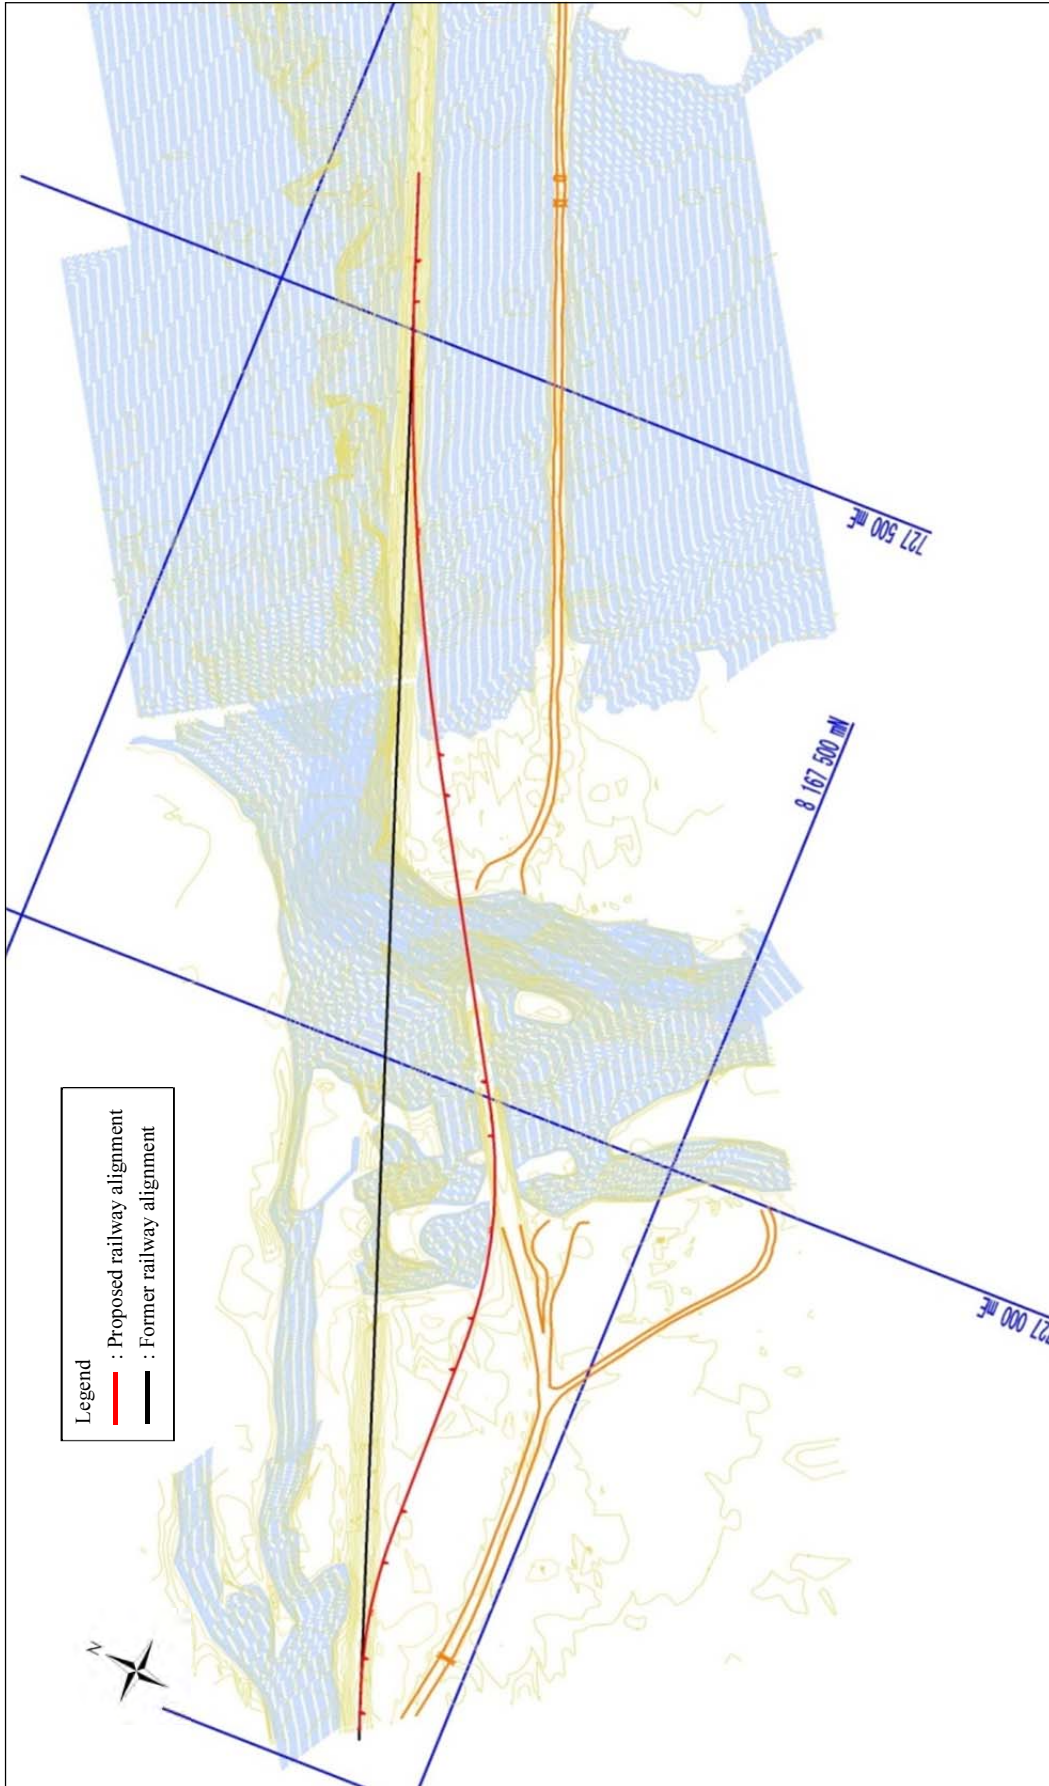 Legend
: Proposed railway alignment
: Former railway alignment
N
727 500 mE
8 167 500 mN
727 000 mE